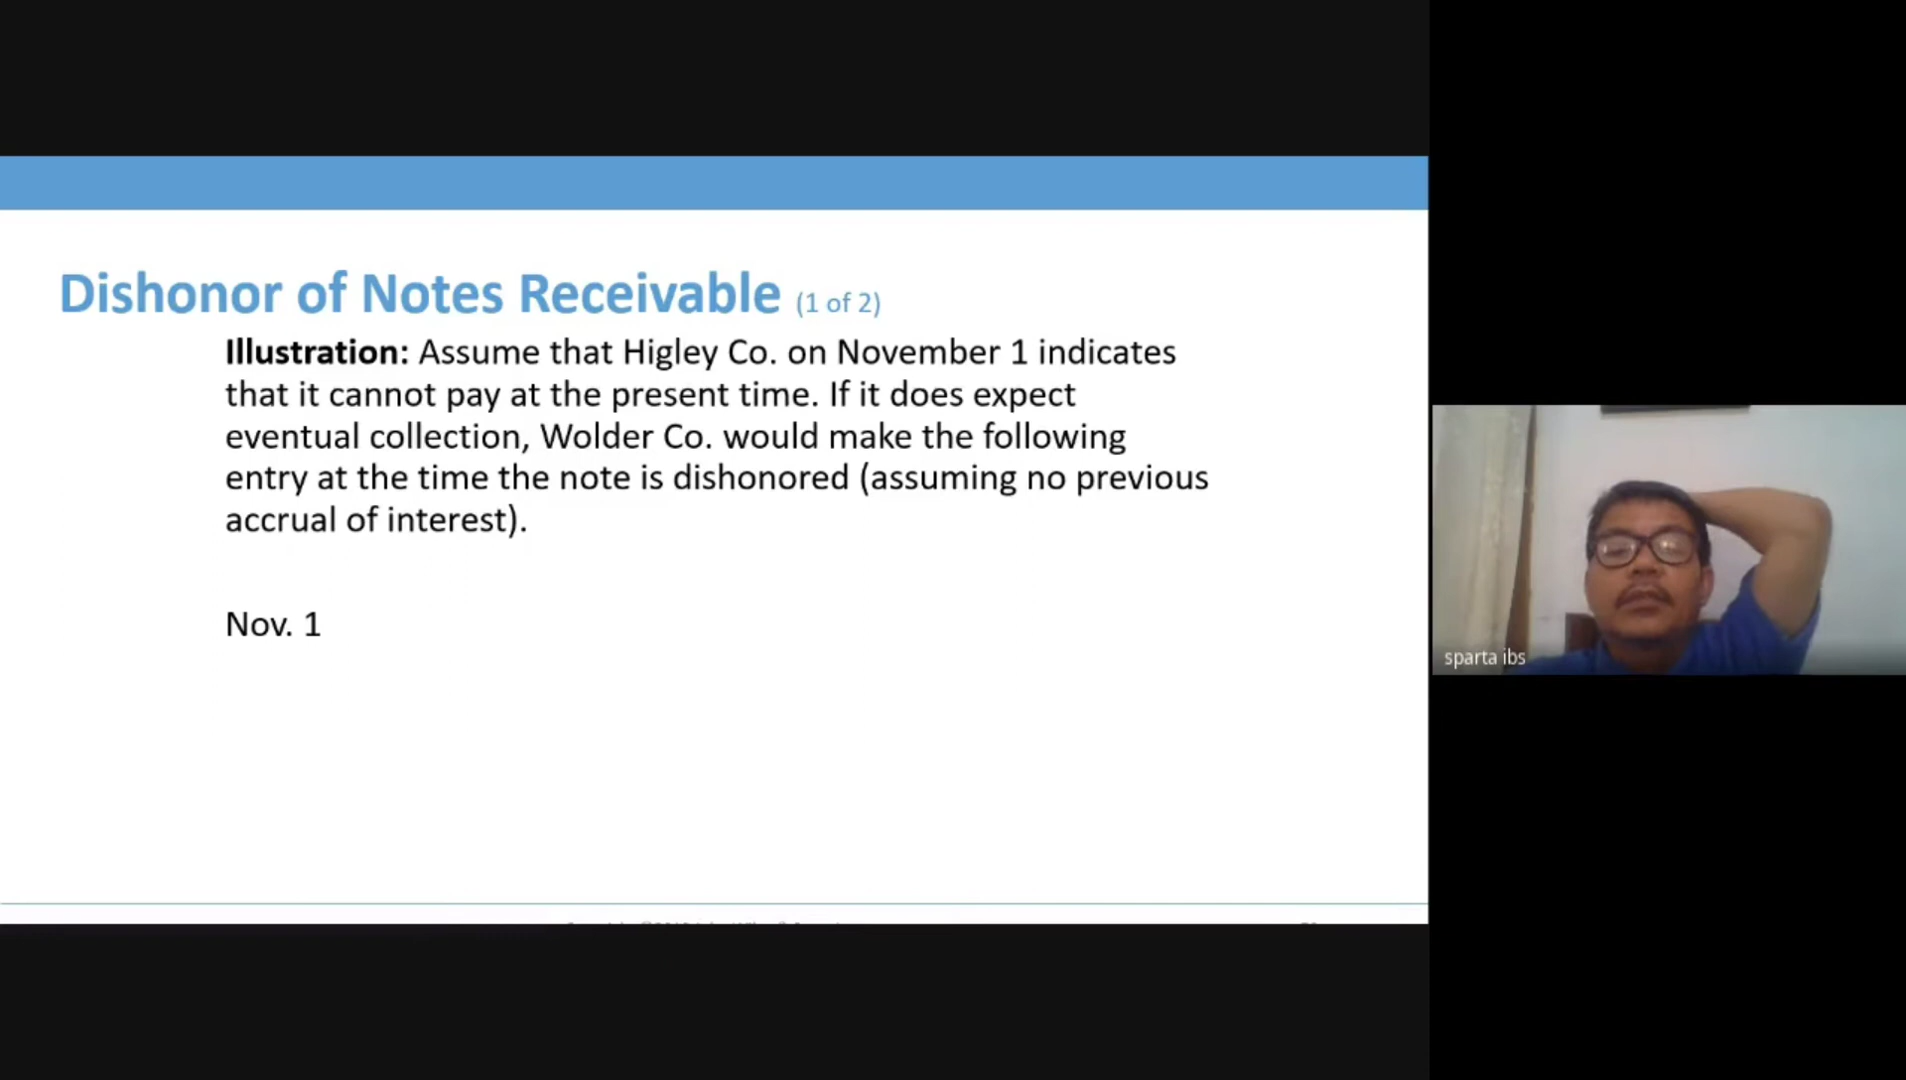 Dishonor of Notes Receivable (1 of 2)
Illustration: Assume that Higley Co. on November 1 indicates
that it cannot pay at the present time. If it does expect
eventual collection, Wolder Co. would make the following
entry at the time the note is dishonored (assuming no previous
accrual of interest).
Nov. 1
sparta ibs